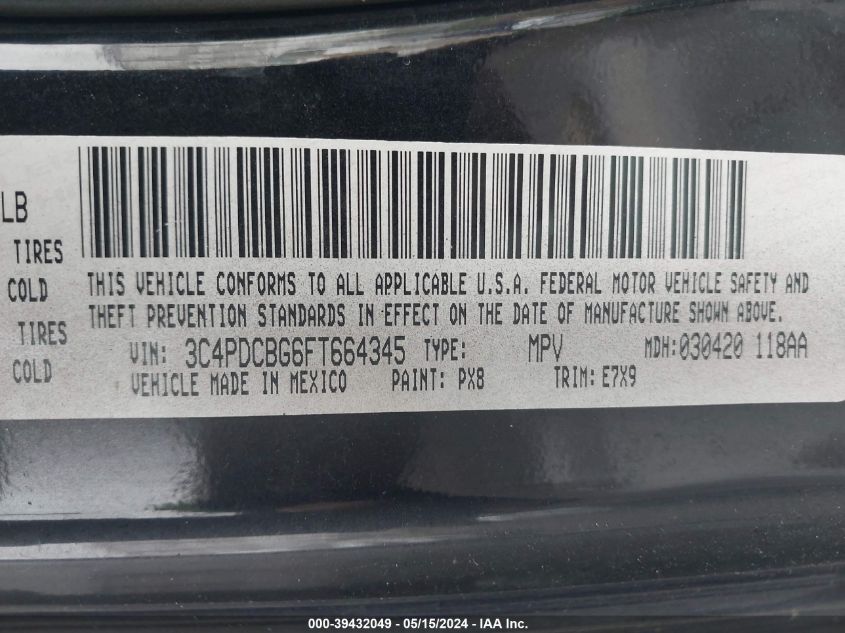 LB
TIRES
COLD
TIRES
COLD
THIS VEHICLE CONFORMS TO ALL APPLICABLE U.S.A. FEDERAL MOTOR VEHICLE SAFETY AND
THEFT PREVENTION STANDARDS IN EFFECT ON THE DATE OF MANUFACTURE SHOWN ABOVE.
VIN: 3C4PDCBG6FT664345 TYPE: MPV MDH:030420 118AA
VEHICLE MADE IN MEXICO PAINT: PX8 TRIM: E7X9
000-39432049 - 05/15/2024 - IAA Inc.